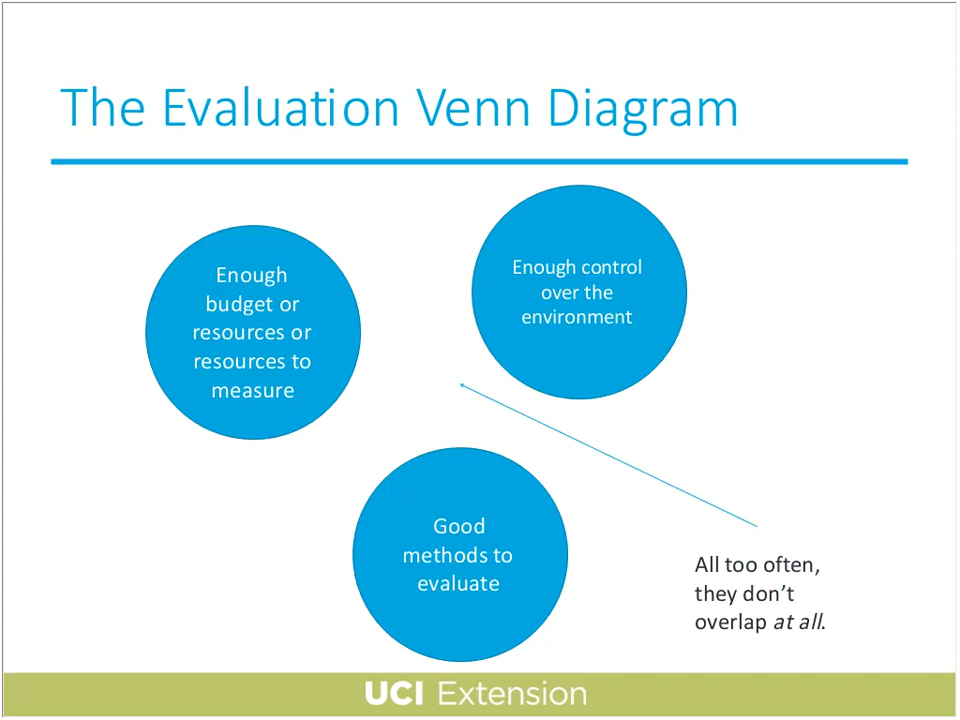 The Evaluation Venn Diagram
Enough
budget or
resources or
resources to
measure
Enough control
over the
environment
Good
methods to
evaluate
All too often,
they don’t
overlap at all.
UCI Extension